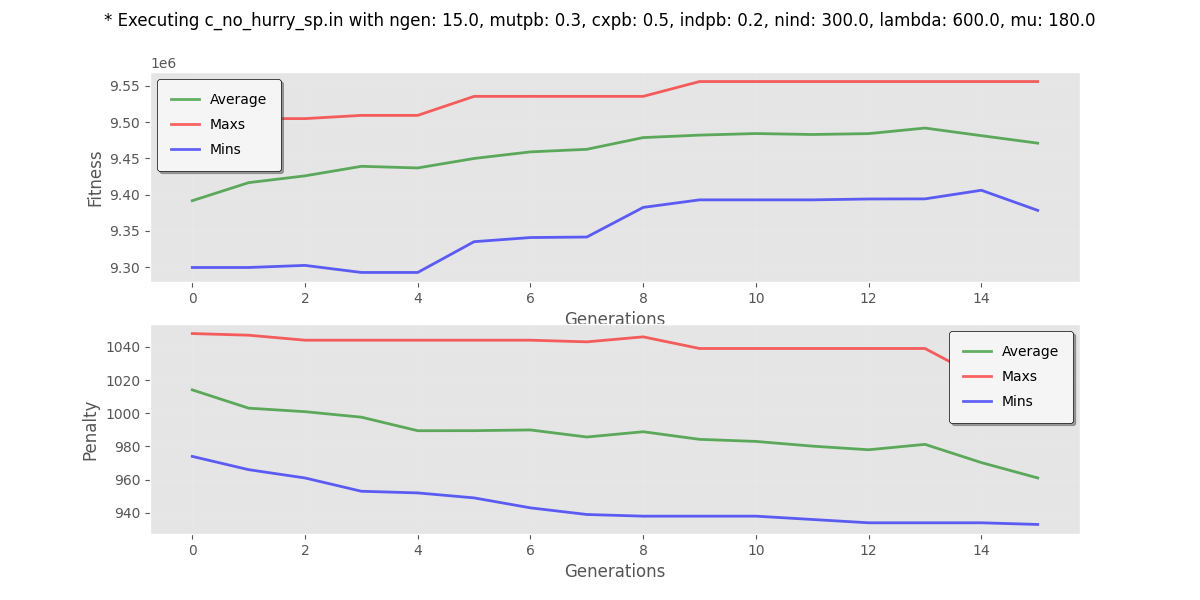 * Executing c_no_hurry_sp.in with ngen: 15.0, mutpb: 0.3, cxpb: 0.5, indpb: 0.2, nind: 300.0, lambda: 600.0, mu: 180.0
1e6
9.55
9.50
9.45
9.40
9.35
9.30
Fitness
Average
Maxs
Mins
0 2 4 6 8 10 12 14
Generations
1040
1020
1000
980
960
940
Penalty
Average
Maxs
Mins
0 2 4 6 8 10 12 14
Generations